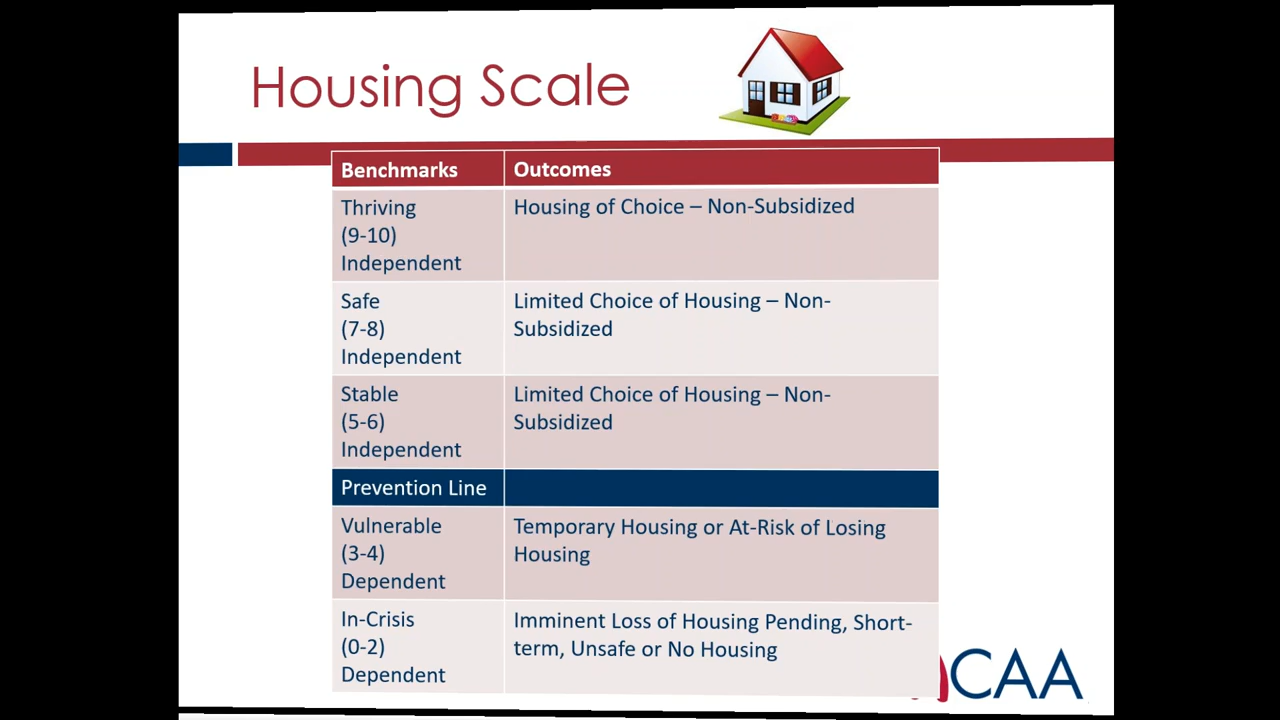 Housing Scale
Benchmarks
Outcomes
Thriving
(9-10)
Independent
Housing of Choice – Non-Subsidized
Safe
(7-8)
Independent
Limited Choice of Housing – Non-
Subsidized
Stable
(5-6)
Independent
Limited Choice of Housing – Non-
Subsidized
Prevention Line
Vulnerable
(3-4)
Dependent
Temporary Housing or At-Risk of Losing
Housing
In-Crisis
(0-2)
Dependent
Imminent Loss of Housing Pending, Short-
term, Unsafe or No Housing
CAA